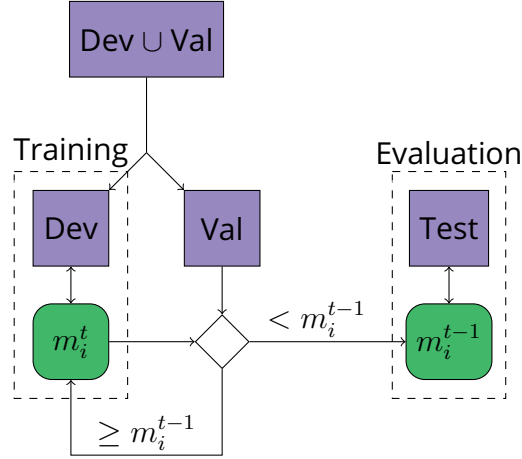 Dev ∪ Val
Training
Evaluation
Dev
Val
Test
< m_i^{t-1}
m_i^t
m_i^{t-1}
≥ m_i^{t-1}